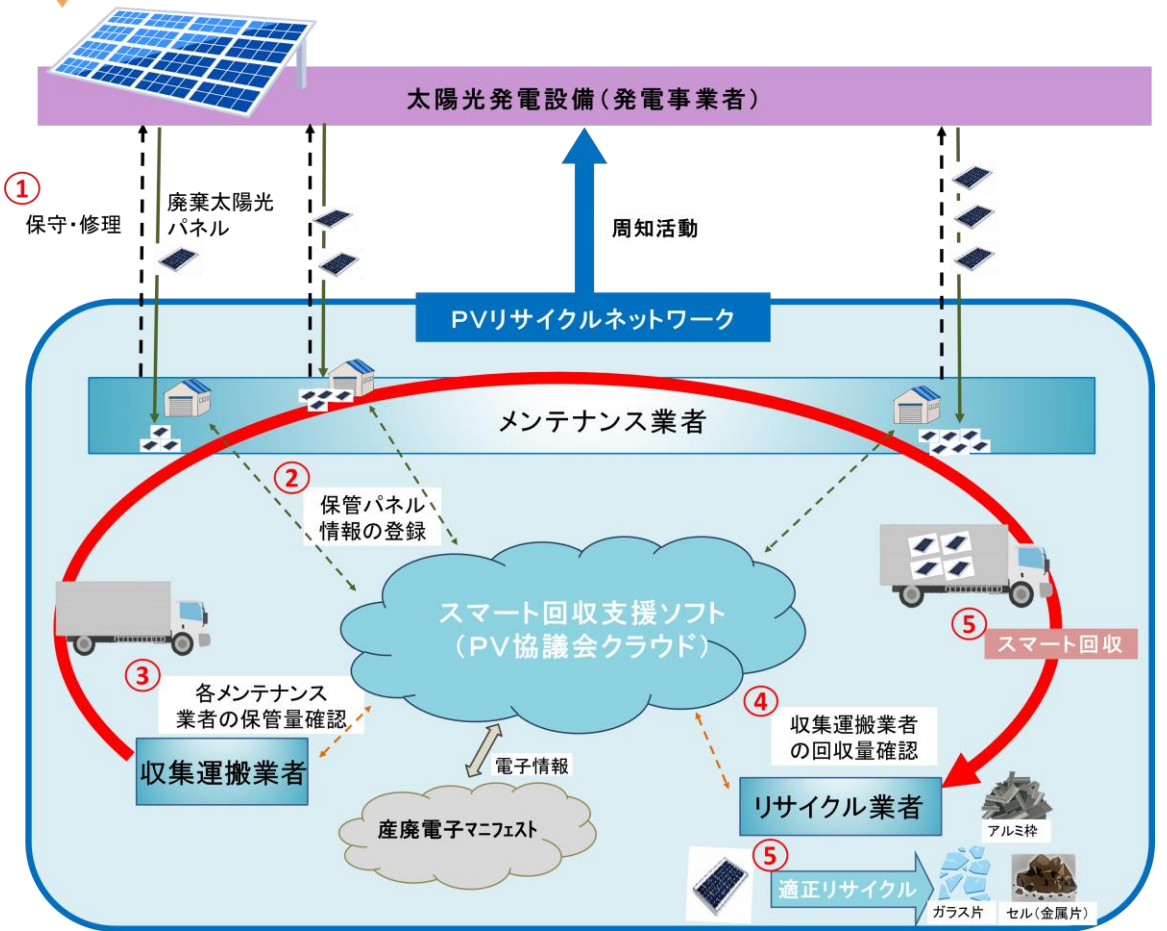 太陽光発電設備(発電事業者)
①
保守・修理
廃棄太陽光
パネル
周知活動
PVリサイクルネットワーク
メンテナンス業者
②
保管パネル
情報の登録
スマート回収支援ソフト
(PV協議会クラウド)
⑤
スマート回収
③
各メンテナンス
業者の保管量確認
収集運搬業者
④
収集運搬業者
の回収量確認
電子情報
産廃電子マニフェスト
リサイクル業者
アルミ枠
⑤
適正リサイクル
ガラス片
セル(金属片)